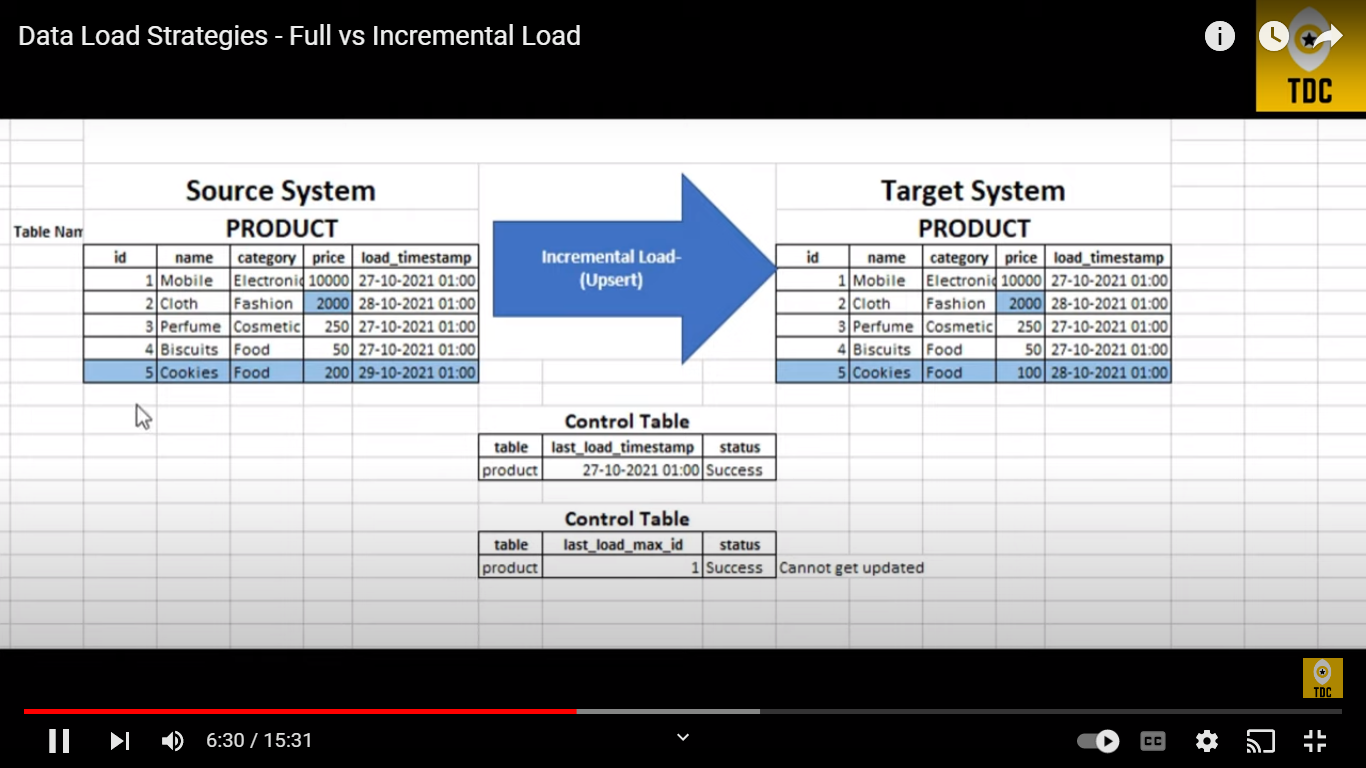 Data Load Strategies - Full vs Incremental Load
TDC
Source System
Target System
Table Nam
PRODUCT
PRODUCT
id name category price load_timestamp
1 Mobile Electronic 10000 27-10-2021 01:00
2 Cloth Fashion 2000 28-10-2021 01:00
3 Perfume Cosmetic 250 27-10-2021 01:00
4 Biscuits Food 50 27-10-2021 01:00
5 Cookies Food 200 29-10-2021 01:00
Incremental Load-
(Upsert)
id name category price load_timestamp
1 Mobile Electronic 10000 27-10-2021 01:00
2 Cloth Fashion 2000 28-10-2021 01:00
3 Perfume Cosmetic 250 27-10-2021 01:00
4 Biscuits Food 50 27-10-2021 01:00
5 Cookies Food 100 28-10-2021 01:00
Control Table
table last_load_timestamp status
product 27-10-2021 01:00 Success
Control Table
table last_load_max_id status
product 1 Success Cannot get updated
TDC
6:30 / 15:31
CC